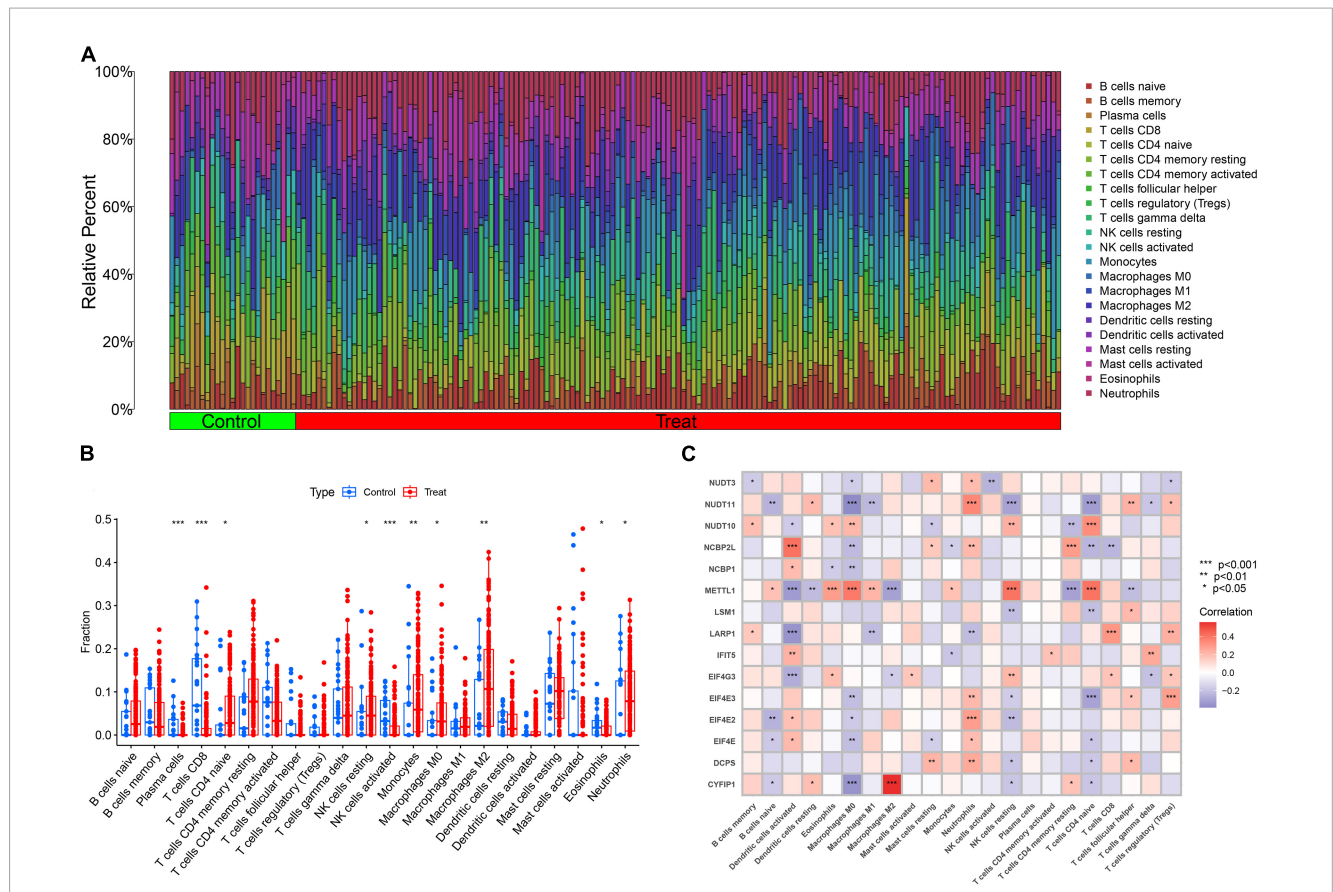 A
100%
80%
60%
40%
20%
0%
Relative Percent
Control
Treat
B cells naive
B cells memory
Plasma cells
T cells CD8
T cells CD4 naive
T cells CD4 memory resting
T cells CD4 memory activated
T cells follicular helper
T cells regulatory (Tregs)
T cells gamma delta
NK cells resting
NK cells activated
Monocytes
Macrophages M0
Macrophages M1
Macrophages M2
Dendritic cells resting
Dendritic cells activated
Mast cells resting
Mast cells activated
Eosinophils
Neutrophils
B
Type Control Treat
0.5
0.4
0.3
0.2
0.1
0.0
Fraction
*** *** * * *** ** * ** * *
B cells naive
B cells memory
Plasma cells
T cells CD8
T cells CD4 naive
T cells CD4 memory resting
T cells CD4 memory activated
T cells follicular helper
T cells regulatory (Tregs)
T cells gamma delta
NK cells resting
NK cells activated
Monocytes
Macrophages M0
Macrophages M1
Macrophages M2
Dendritic cells resting
Dendritic cells activated
Mast cells resting
Mast cells activated
Eosinophils
Neutrophils
C
NUDT3 * * * * ** *
NUDT11 ** * *** ** *** *** *** ** * *
NUDT10 * * * ** * ** ** ***
NCBP2L *** ** * * ** *** ** **
NCBP1 * * **
METTL1 * *** ** *** *** ** *** * *** *** *** **
LSM1 ** ** *
LARP1 * *** ** ** *** **
IFIT5 ** * * **
EIF4G3 *** * * ** * * *
EIF4E3 ** ** * ** * ***
EIF4E2 ** * * *** **
EIF4E * * ** * * *
DCPS ** ** * * *
CYFIP1 * * *** *** * * *
B cells memory
B cells naive
Dendritic cells activated
Dendritic cells resting
Eosinophils
Macrophages M0
Macrophages M1
Macrophages M2
Mast cells activated
Mast cells resting
Monocytes
Neutrophils
NK cells activated
NK cells resting
Plasma cells
T cells CD4 memory activated
T cells CD4 memory resting
T cells CD4 naive
T cells CD8
T cells follicular helper
T cells gamma delta
T cells regulatory (Tregs)
*** p<0.001
** p<0.01
* p<0.05
Correlation
0.4
0.2
0.0
−0.2